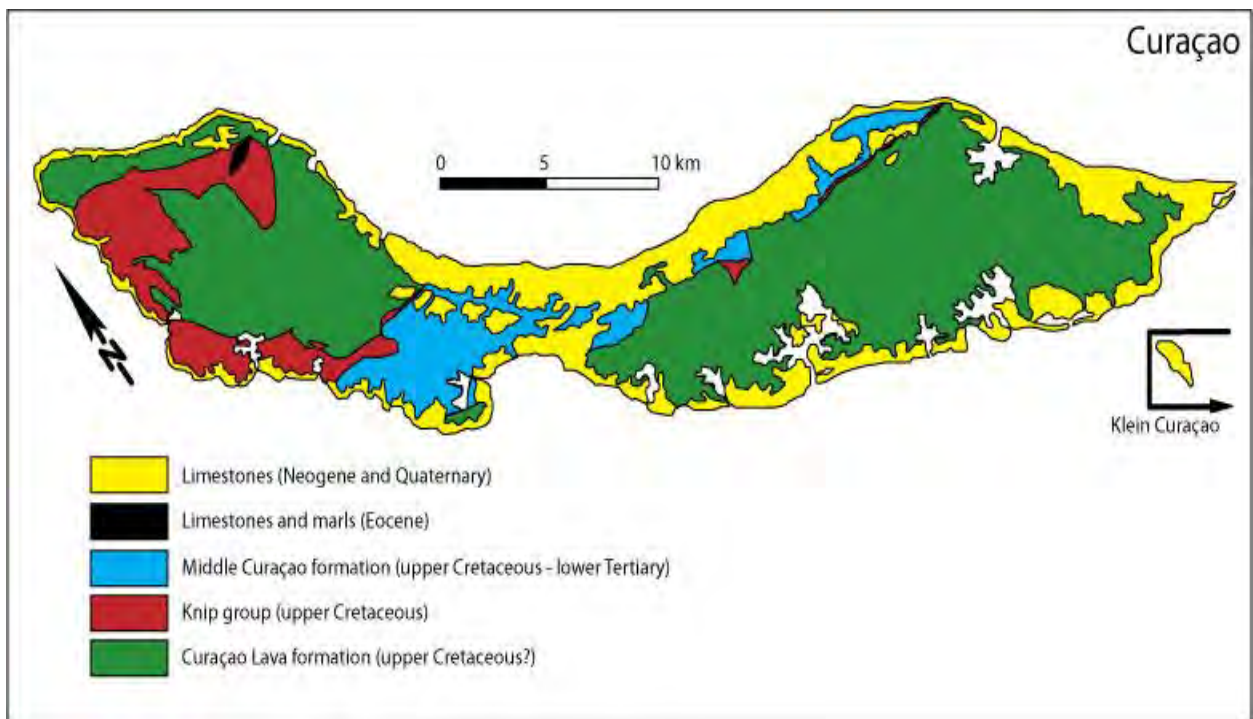 Curaçao
0 5 10 km
N
Klein Curaçao
Limestones (Neogene and Quaternary)
Limestones and marls (Eocene)
Middle Curaçao formation (upper Cretaceous - lower Tertiary)
Knip group (upper Cretaceous)
Curaçao Lava formation (upper Cretaceous?)